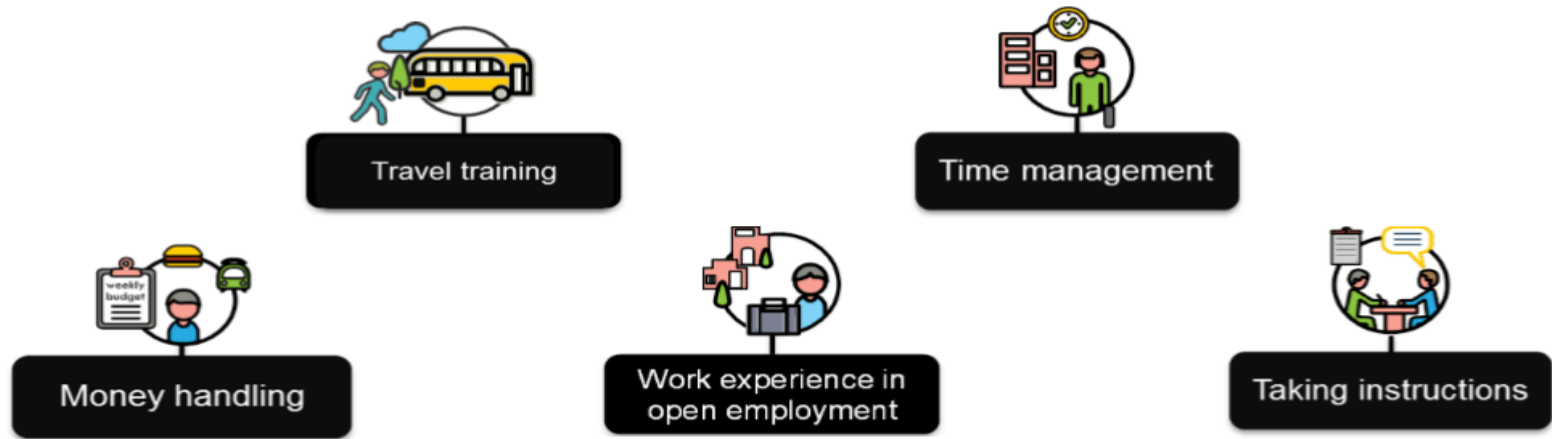 Travel training
Time management
weekly
budget
Money handling
Work experience in
open employment
Taking instructions